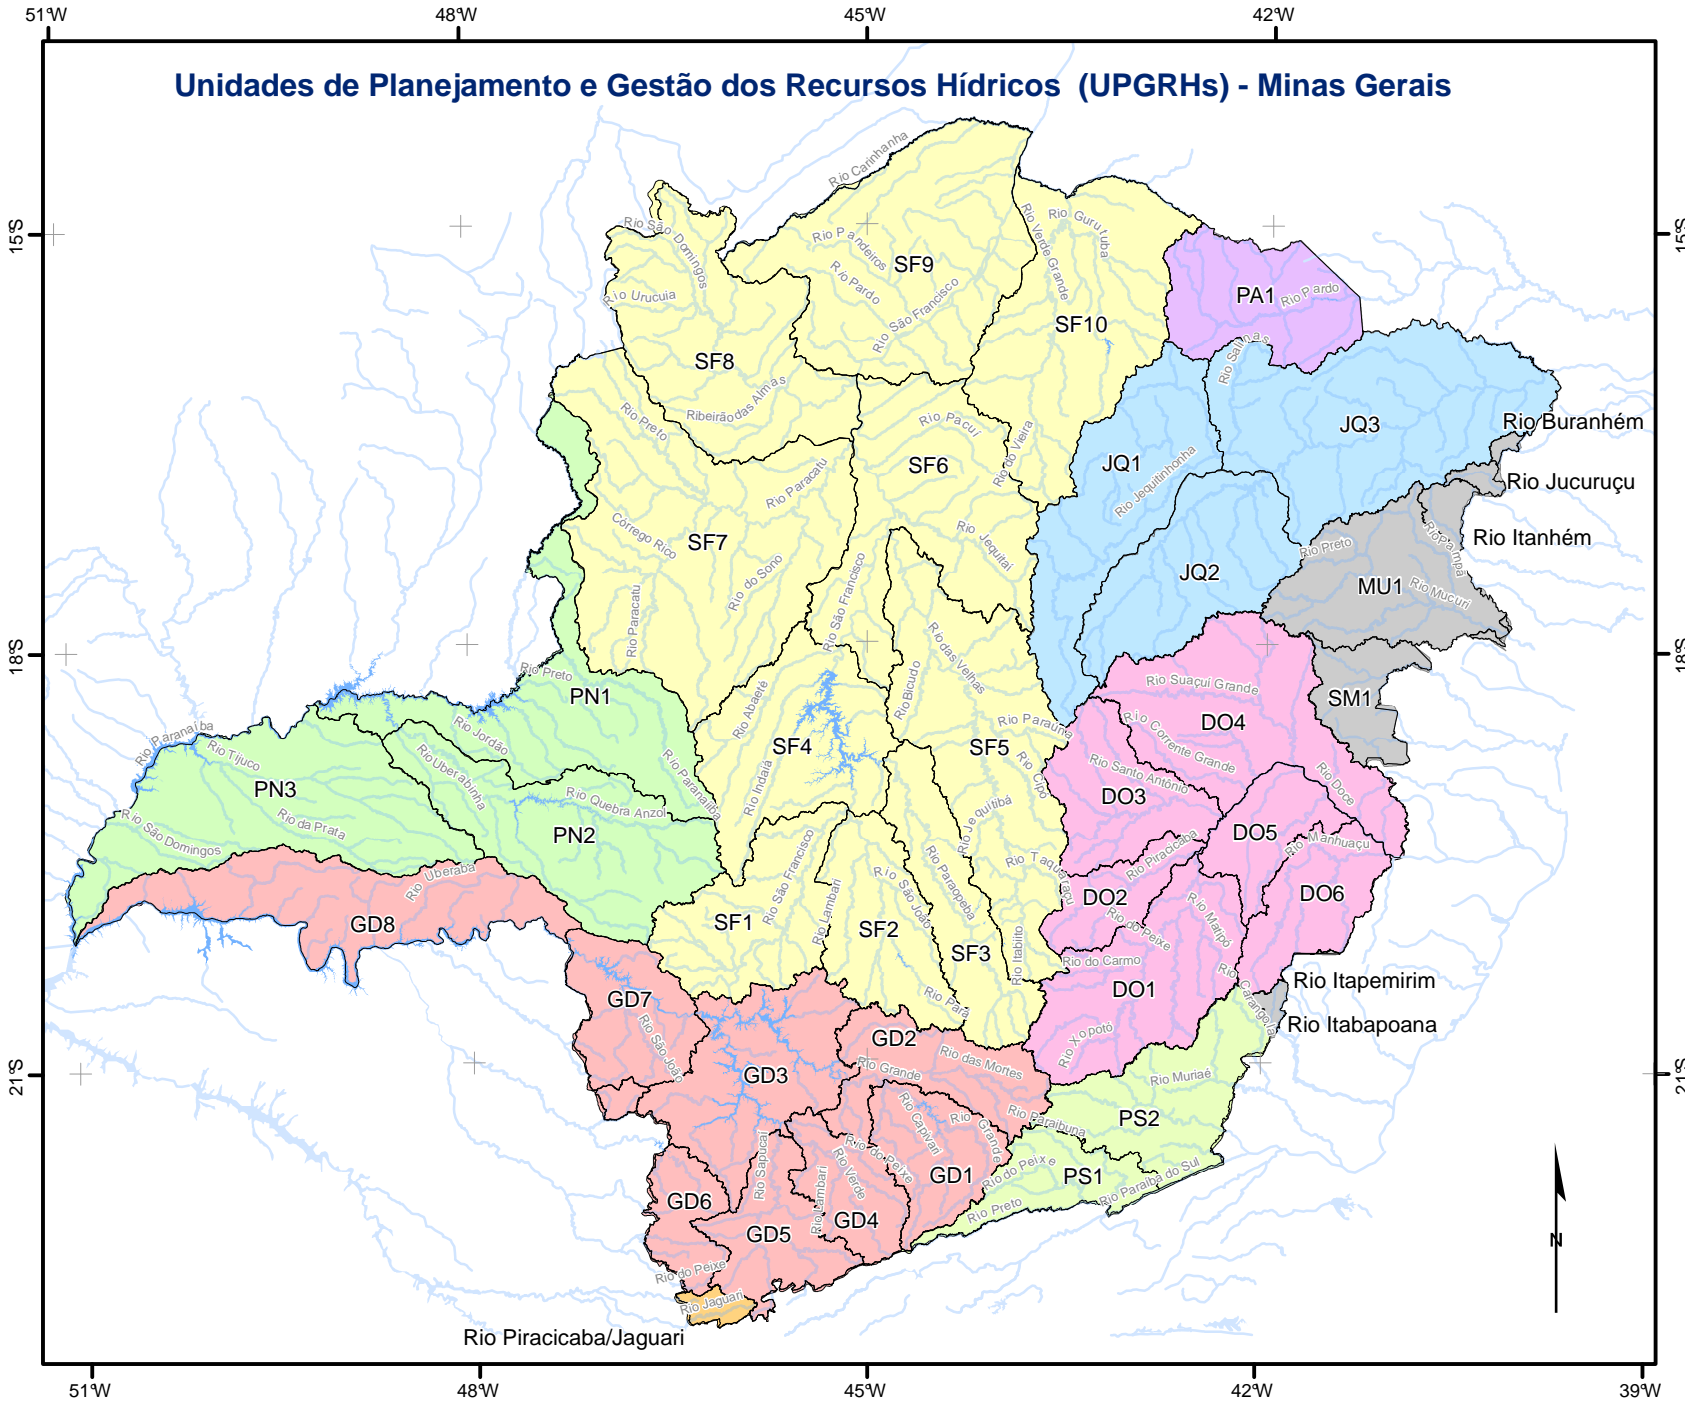 51°W
48°W
45°W
42°W
Unidades de Planejamento e Gestão dos Recursos Hídricos (UPGRHs) - Minas Gerais
Rio Carinhanha
15°S
15°S
Rio São Domingos
Rio Pandeiros
Rio Verde Grande
Rio Gurutuba
SF9
Rio Pardo
Rio Urucuia
Rio São Francisco
PA1
Rio Pardo
SF10
SF8
Rio Salinas
Ribeirão das Almas
Rio Preto
Rio Pacuí
Rio do Vieira
JQ3
Rio Buranhém
SF6
JQ1
Rio Paracatu
Rio Jequitinhonha
Rio Jucuruçu
Córrego Rico
SF7
Rio Jequitaí
Rio Preto
Rio Pampã
Rio Itanhém
Rio do Sono
Rio São Francisco
JQ2
MU1
Rio Mucuri
Rio Paracatu
Rio das Velhas
18°S
18°S
Rio Preto
PN1
Rio Abaeté
Rio Bicudo
Rio Suaçuí Grande
SM1
Rio Paranaíba
Rio Tijuco
Rio Jordão
Rio Uberabinha
SF4
SF5
Rio Paraúna
DO4
Rio Corrente Grande
PN3
Rio Quebra Anzol
Rio Paranaíba
Rio Indaiá
Rio Cipó
Rio Santo Antônio
DO3
Rio Doce
Rio São Domingos
Rio da Prata
PN2
Rio Jequitibá
DO5
Rio Manhuaçu
Rio Piracicaba
Rio Taquaraçu
Rio Uberaba
Rio São Francisco
Rio Lambari
Rio São João
Rio Paraopeba
DO2
DO6
GD8
SF1
SF2
SF3
Rio Itabirito
Rio do Peixe
Rio Matipó
Rio do Carmo
DO1
Rio Carangola
Rio Itapemirim
GD7
Rio Pará
Rio Itabapoana
Rio São João
GD2
Rio das Mortes
Rio Xopotó
21°S
21°S
GD3
Rio Grande
Rio Muriaé
Rio Capivari
Rio Grande
Rio Paraibuna
PS2
Rio Sapucaí
Rio do Peixe
Rio Verde
GD1
Rio do Peixe
PS1
Rio Paraíba do Sul
GD6
Rio Lambari
GD4
Rio Preto
GD5
N
Rio do Peixe
Rio Jaguari
Rio Piracicaba/Jaguari
51°W
48°W
45°W
42°W
39°W